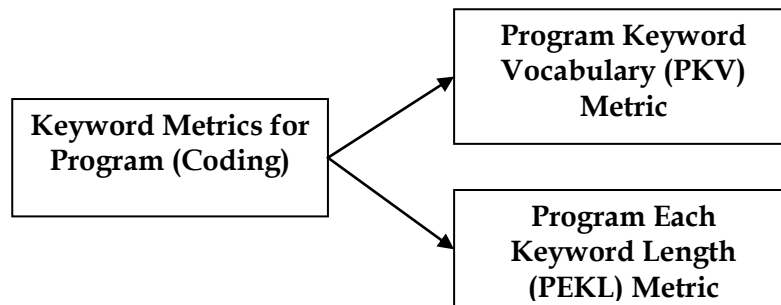 Program Keyword
Vocabulary (PKV)
Metric
Keyword Metrics for
Program (Coding)
Program Each
Keyword Length
(PEKL) Metric